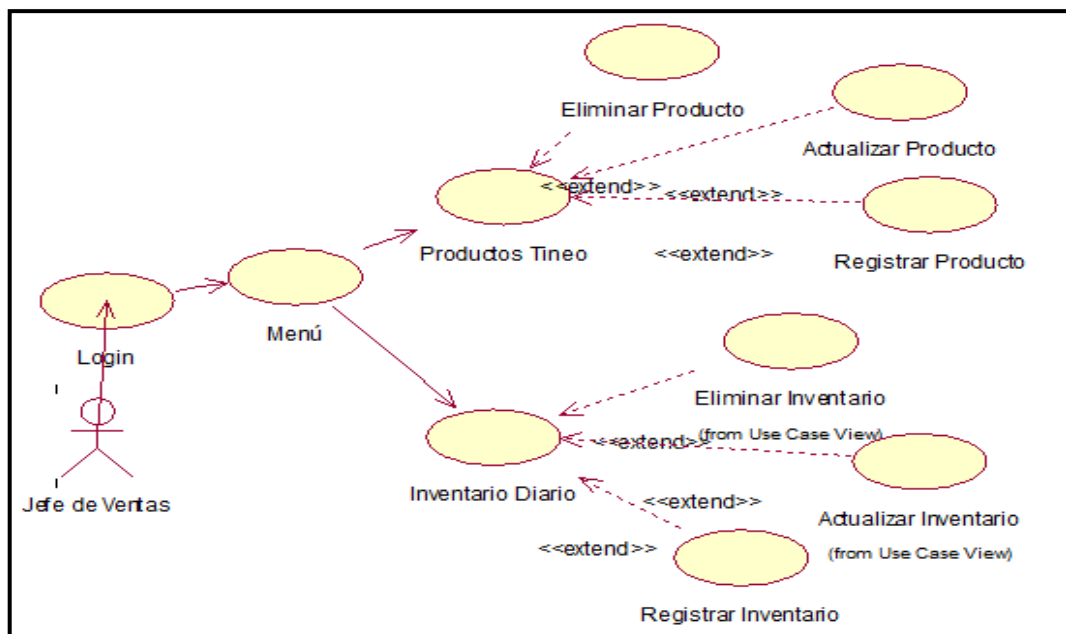 Eliminar Producto
Actualizar Producto
<<extend>>
<<extend>>
Productos Tineo
<<extend>>
Registrar Producto
Menú
Login
Eliminar Inventario
(from Use Case View)
<<extend>>
Inventario Diario
<<extend>>
Jefe de Ventas
Actualizar Inventario
<<extend>>
(from Use Case View)
Registrar Inventario